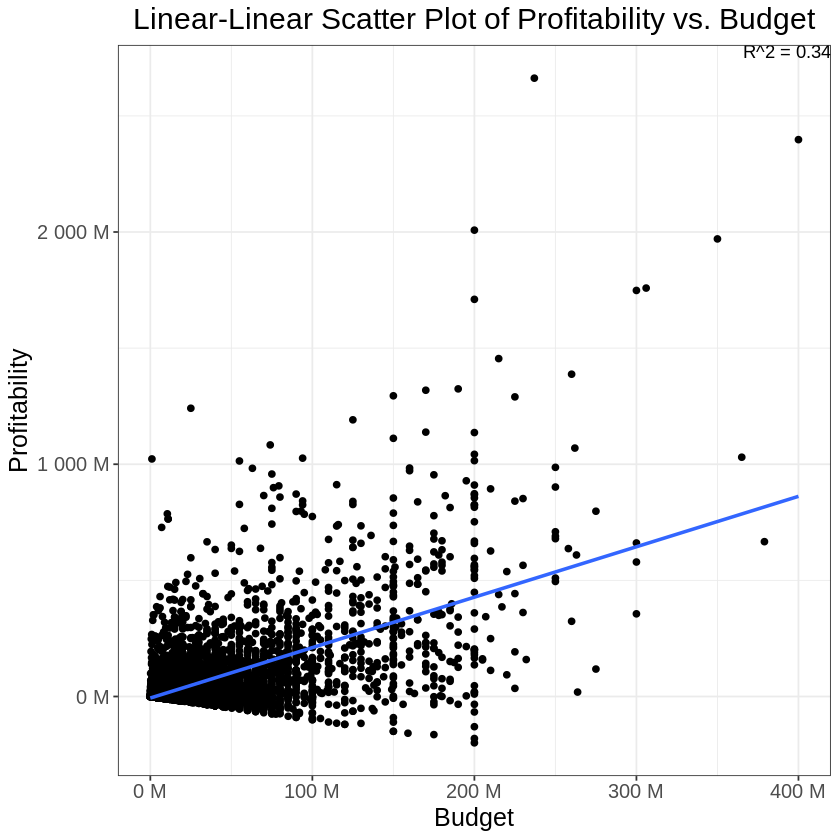 Linear-Linear Scatter Plot of Profitability vs. Budget
R^2 = 0.34
Profitability
2 000 M
1 000 M
0 M
0 M 100 M 200 M 300 M 400 M
Budget